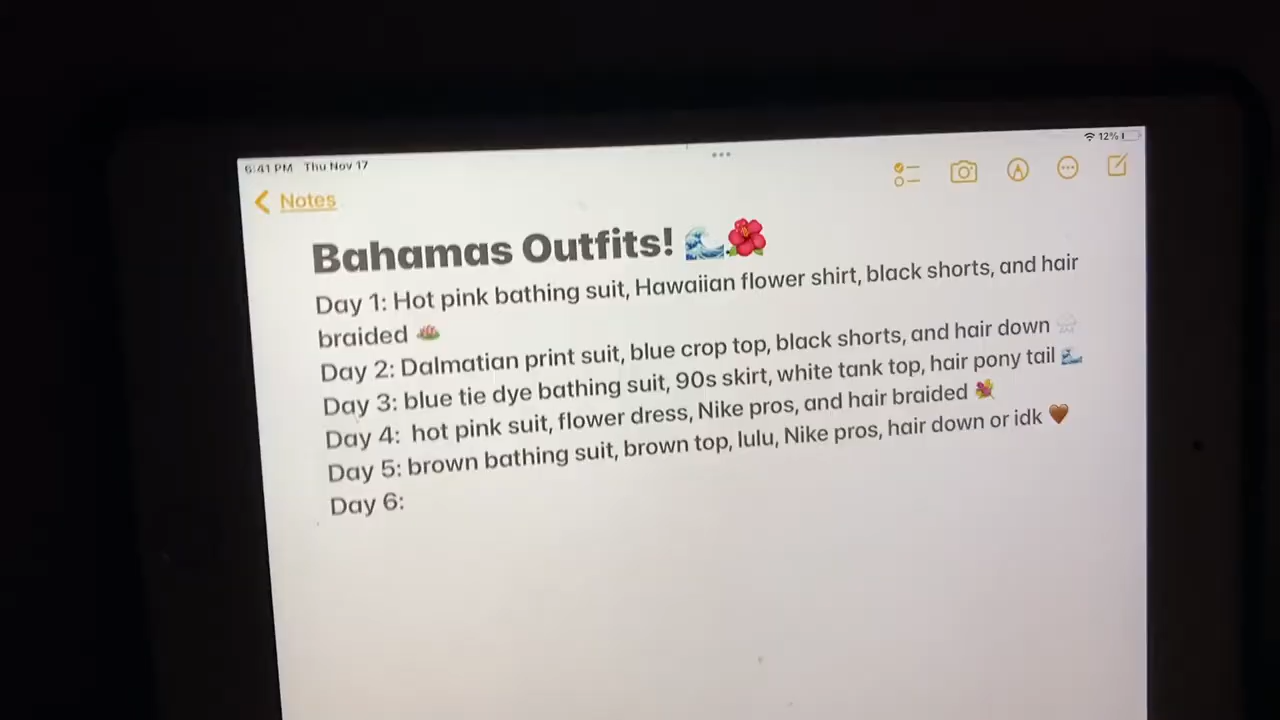 6:41 PM Thu Nov 17
12%
Notes
Bahamas Outfits! 🌊🌺
Day 1: Hot pink bathing suit, Hawaiian flower shirt, black shorts, and hair
braided 🪷
Day 2: Dalmatian print suit, blue crop top, black shorts, and hair down 🌧️
Day 3: blue tie dye bathing suit, 90s skirt, white tank top, hair pony tail 🌊
Day 4: hot pink suit, flower dress, Nike pros, and hair braided 💐
Day 5: brown bathing suit, brown top, lulu, Nike pros, hair down or idk 🤎
Day 6: